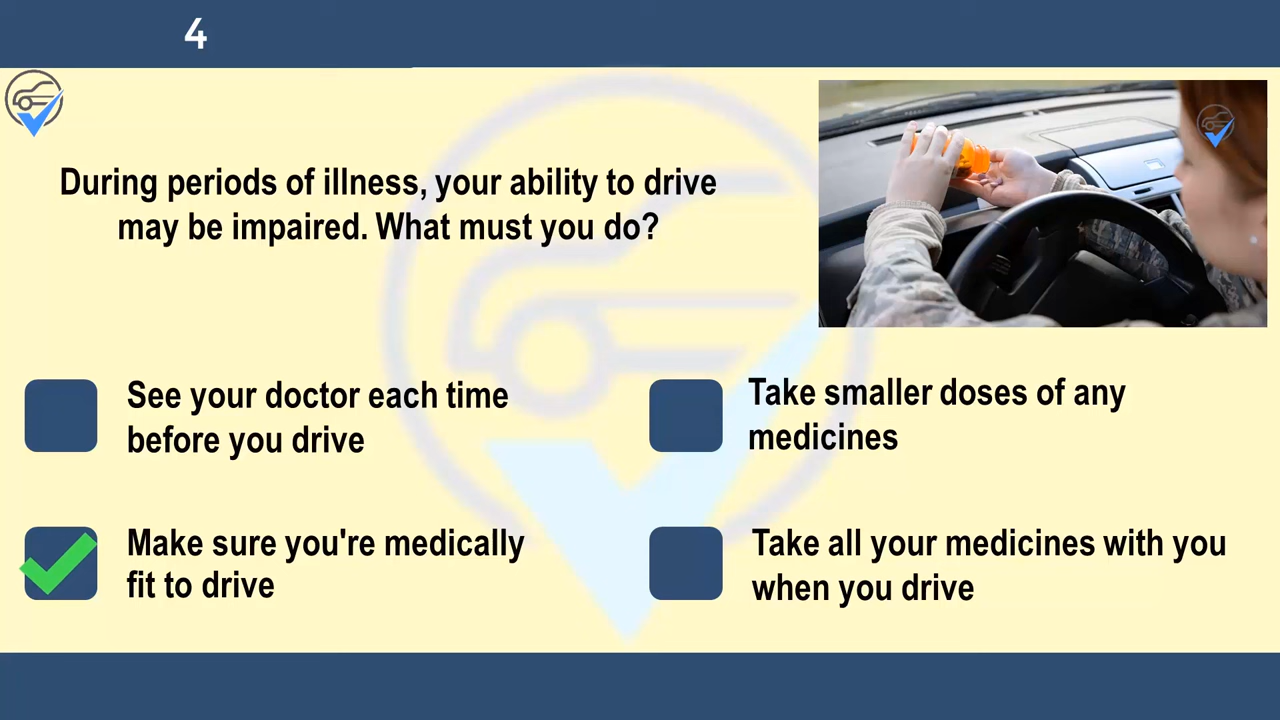 4
During periods of illness, your ability to drive
may be impaired. What must you do?
See your doctor each time
before you drive
Take smaller doses of any
medicines
Make sure you're medically
fit to drive
Take all your medicines with you
when you drive